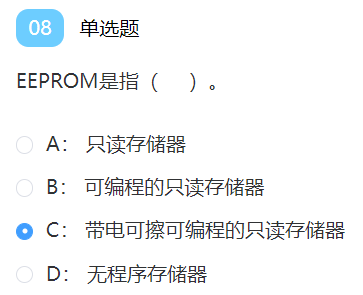 08 单选题
EEPROM是指（ ）。
A： 只读存储器
B： 可编程的只读存储器
C： 带电可擦可编程的只读存储器
D： 无程序存储器